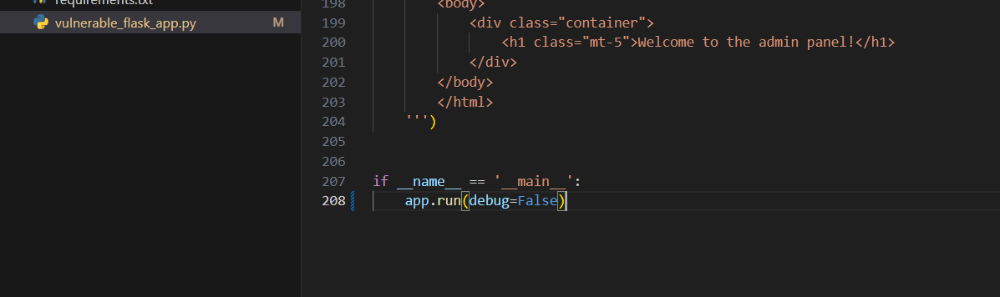 requirements.txt
vulnerable_flask_app.py M
198 <body>
199 <div class="container">
200 <h1 class="mt-5">Welcome to the admin panel!</h1>
201 </div>
202 </body>
203 </html>
204 ''')
205
206
207 if __name__ == '__main__':
208 app.run(debug=False)